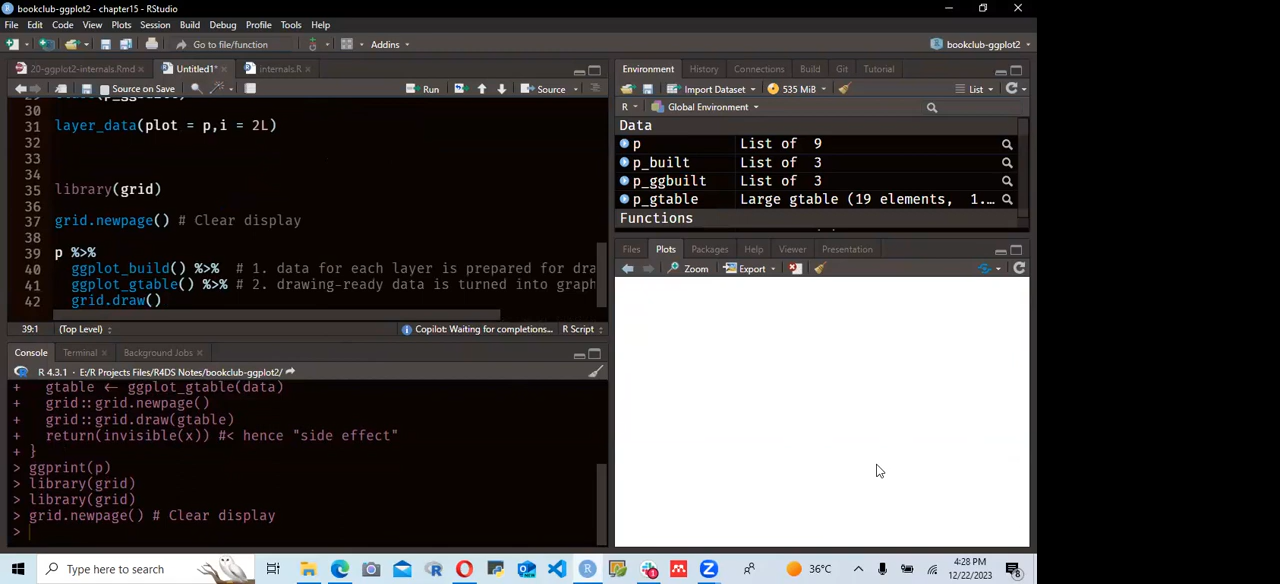 bookclub-ggplot2 - chapter15 - RStudio
File Edit Code View Plots Session Build Debug Profile Tools Help
Go to file/function Addins bookclub-ggplot2
20-ggplot2-internals.Rmd Untitled1* internals.R
Source on Save Run Source
30
31 layer_data(plot = p,i = 2L)
32
33
34
35 library(grid)
36
37 grid.newpage() # Clear display
38
39 p %>%
40 ggplot_build() %>% # 1. data for each layer is prepared for dra
41 ggplot_gtable() %>% # 2. drawing-ready data is turned into graph
42 grid.draw()
39:1 (Top Level) Copilot: Waiting for completions... R Script
Console Terminal Background Jobs
R 4.3.1 · E:/R Projects Files/R4DS Notes/bookclub-ggplot2/
+ gtable <- ggplot_gtable(data)
+ grid::grid.newpage()
+ grid::grid.draw(gtable)
+ return(invisible(x)) #< hence "side effect"
+ }
> ggprint(p)
> library(grid)
> library(grid)
> grid.newpage() # Clear display
>
Environment History Connections Build Git Tutorial
Import Dataset 535 MiB List
R Global Environment
Data
p List of 9
p_built List of 3
p_ggbuilt List of 3
p_gtable Large gtable (19 elements, 1...
Functions
Files Plots Packages Help Viewer Presentation
Zoom Export
Type here to search 36°C 4:28 PM
12/22/2023